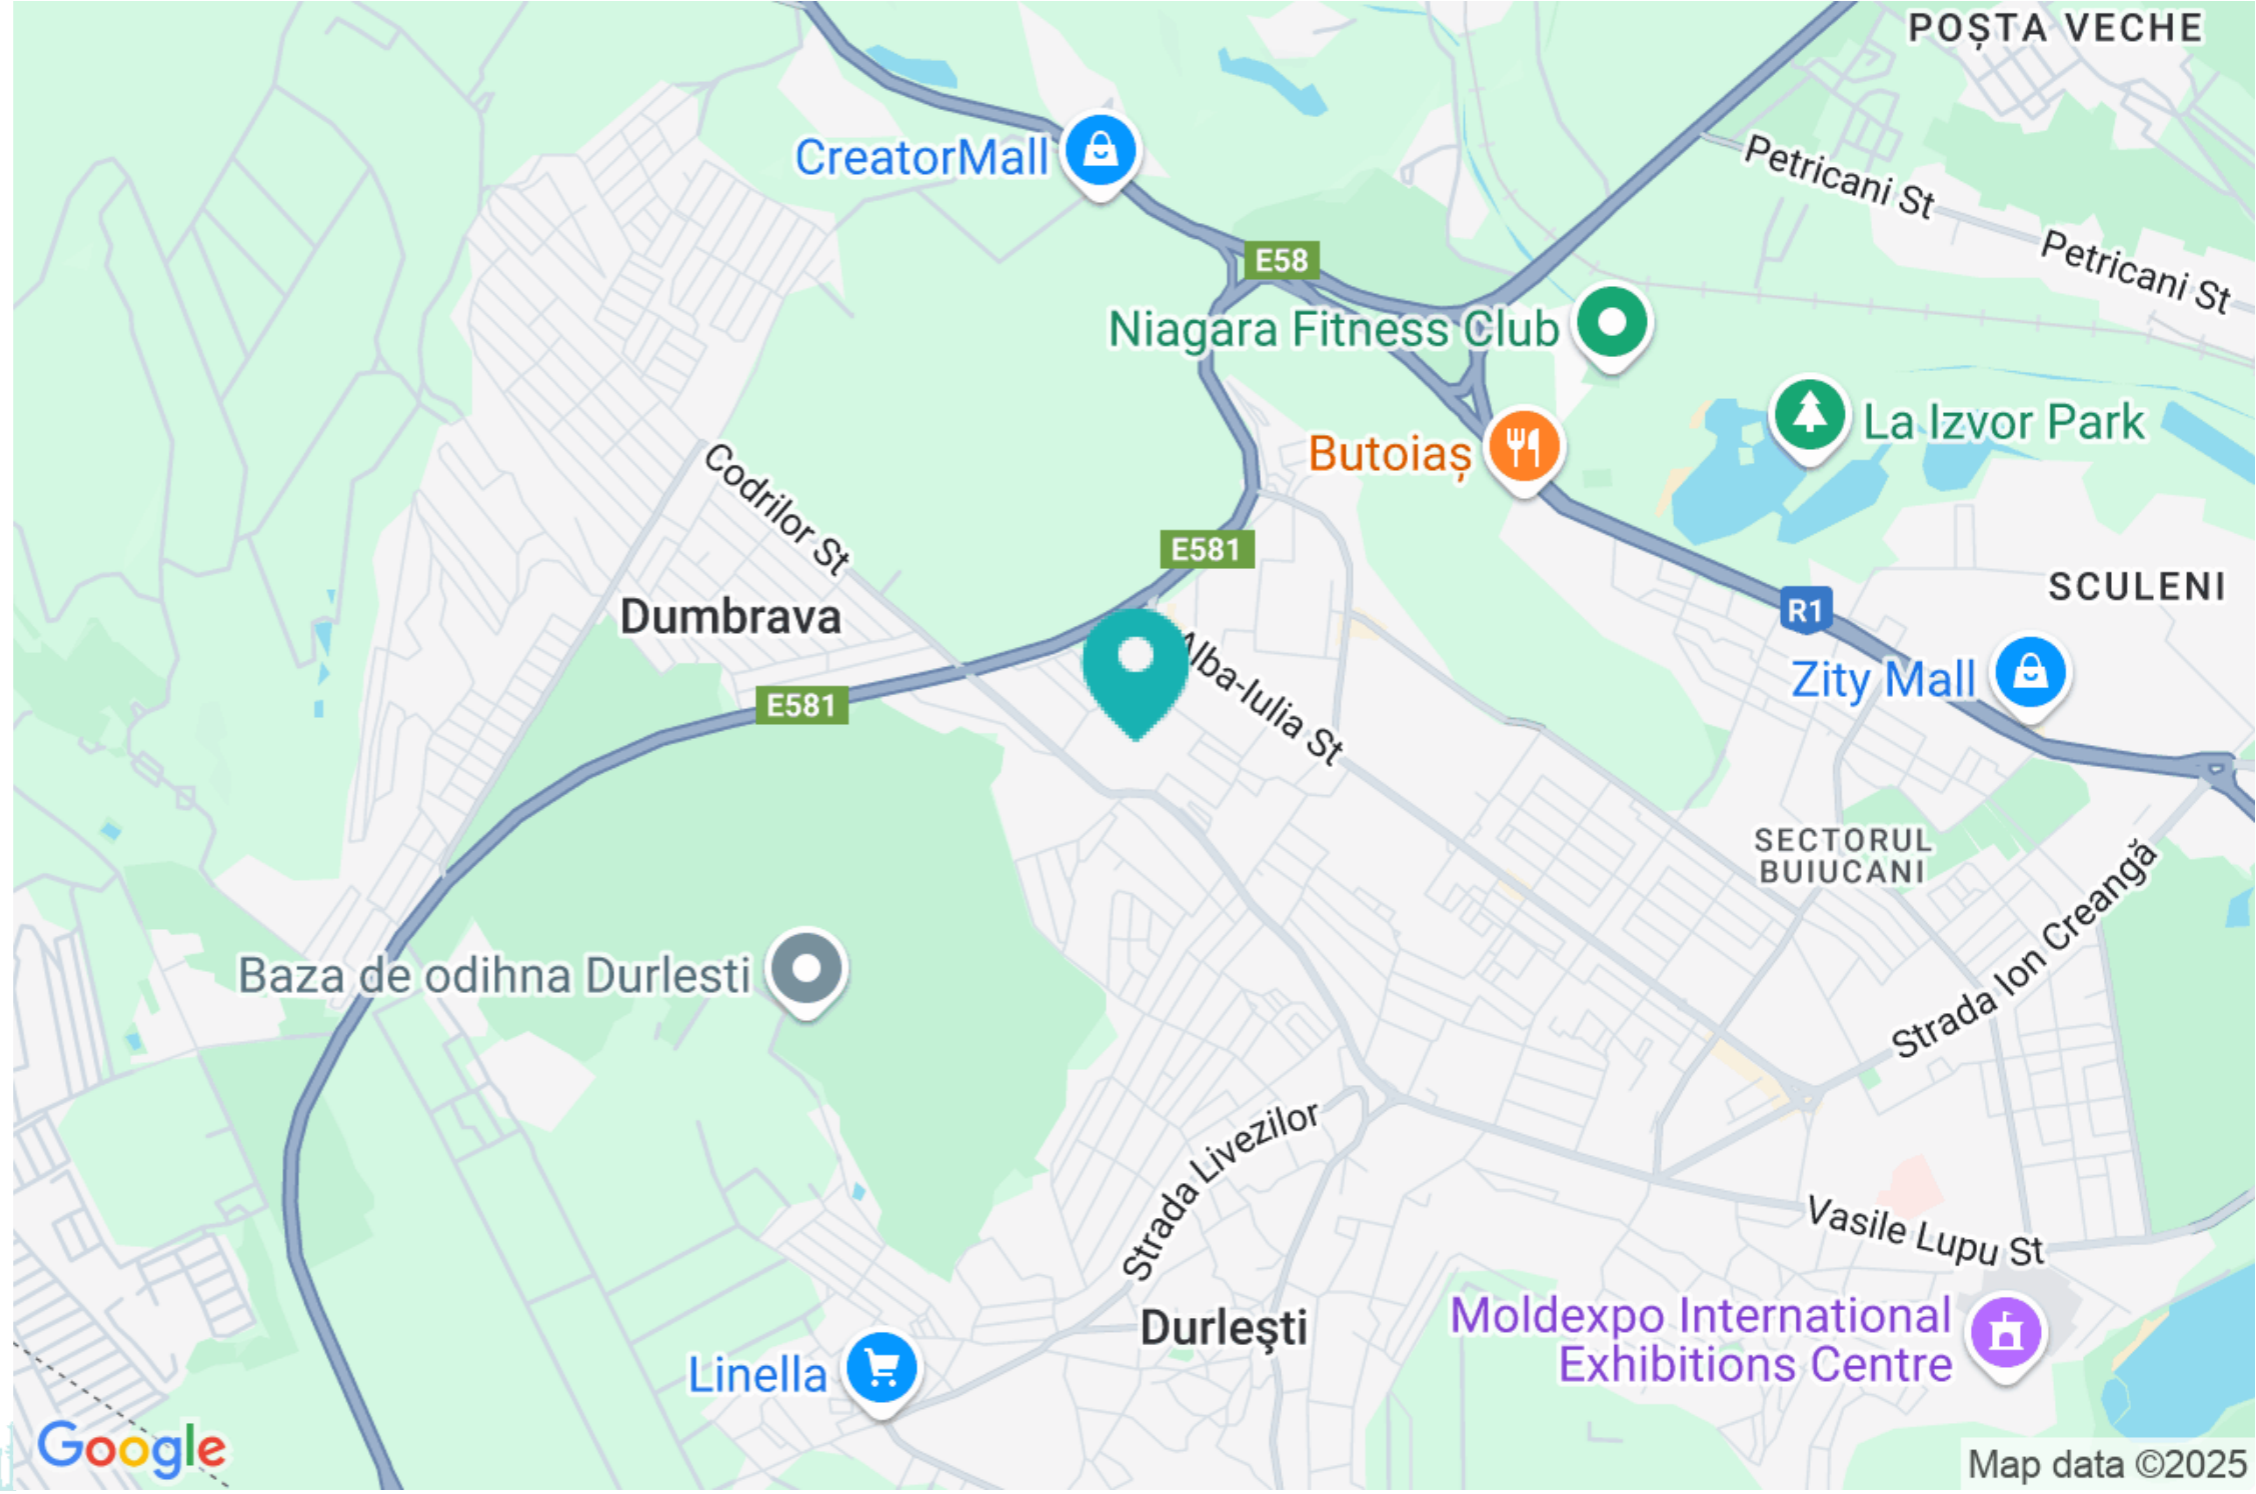 POȘTA VECHE
CreatorMall
Petricani St
Petricani St
E58
Niagara Fitness Club
La Izvor Park
Butoiaș
Codrilor St
E581
SCULENI
Dumbrava
R1
Alba-Iulia St
Zity Mall
E581
SECTORUL
BUIUCANI
Strada Ion Creangă
Baza de odihna Durlesti
Strada Livezilor
Vasile Lupu St
Durleşti
Moldexpo International
Exhibitions Centre
Linella
Google
Map data ©2025